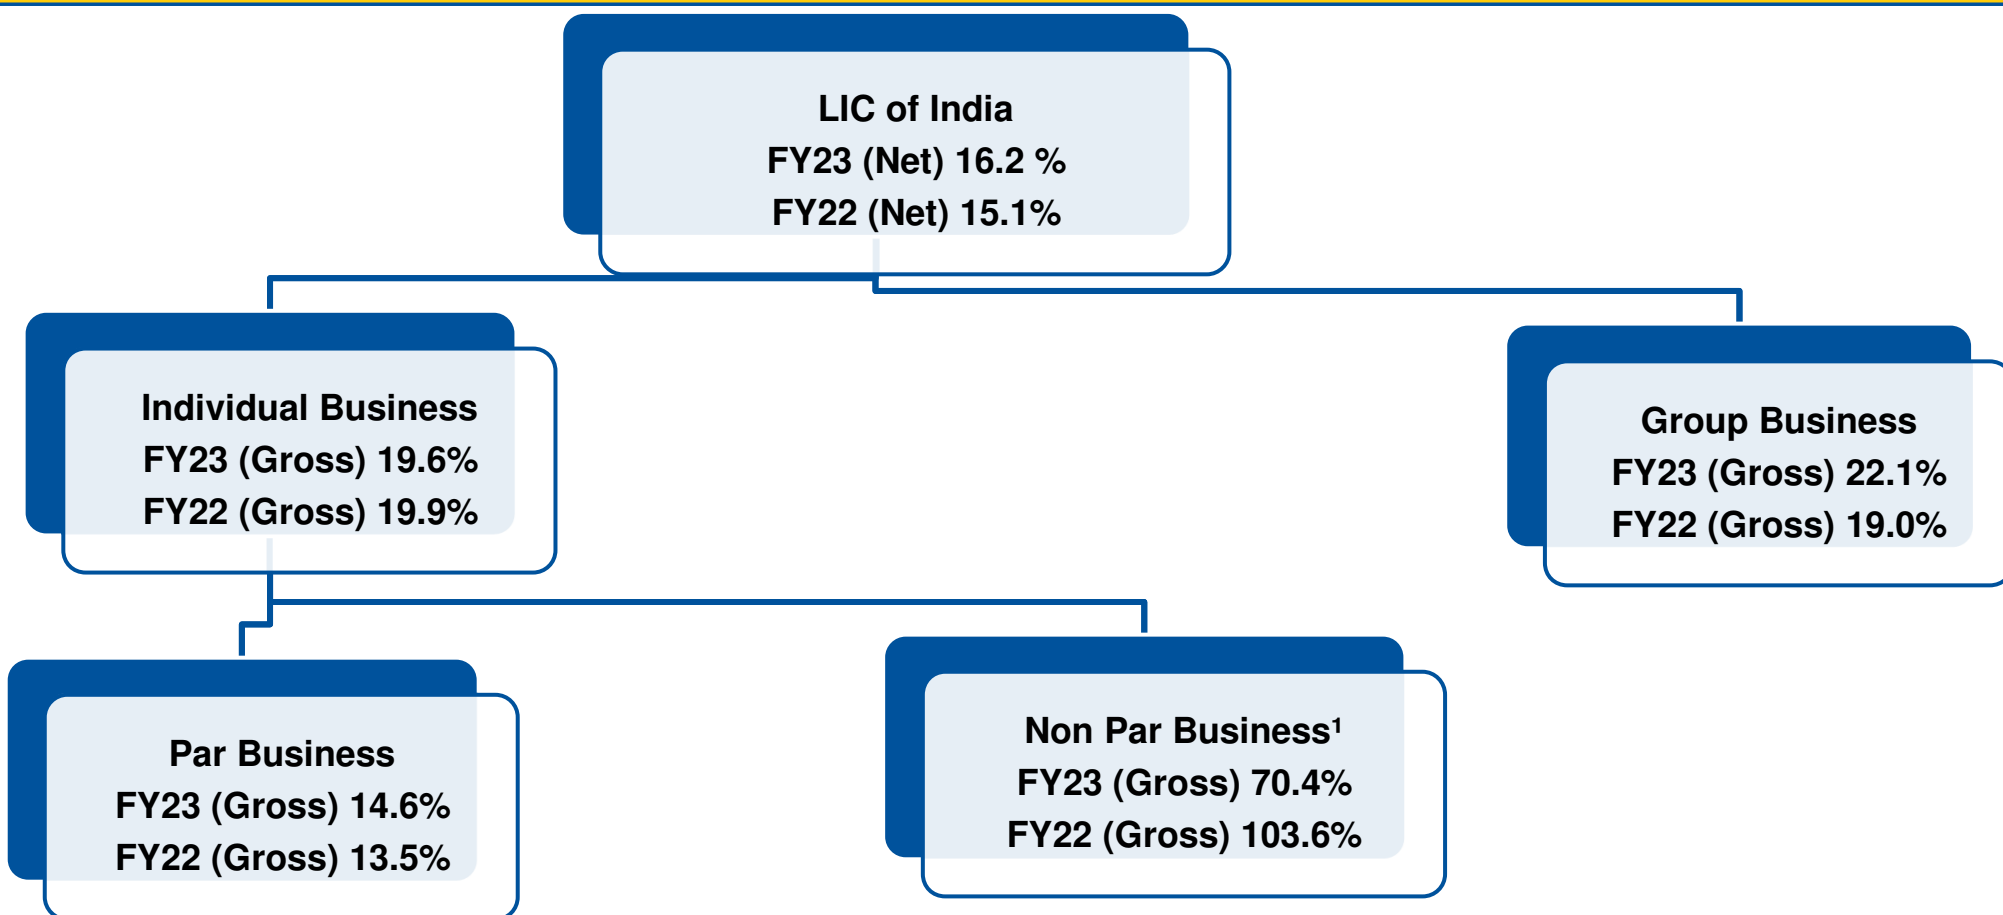 LIC of India
FY23 (Net) 16.2 %
FY22 (Net) 15.1%
Individual Business
FY23 (Gross) 19.6%
FY22 (Gross) 19.9%
Group Business
FY23 (Gross) 22.1%
FY22 (Gross) 19.0%
Par Business
FY23 (Gross) 14.6%
FY22 (Gross) 13.5%
Non Par Business¹
FY23 (Gross) 70.4%
FY22 (Gross) 103.6%